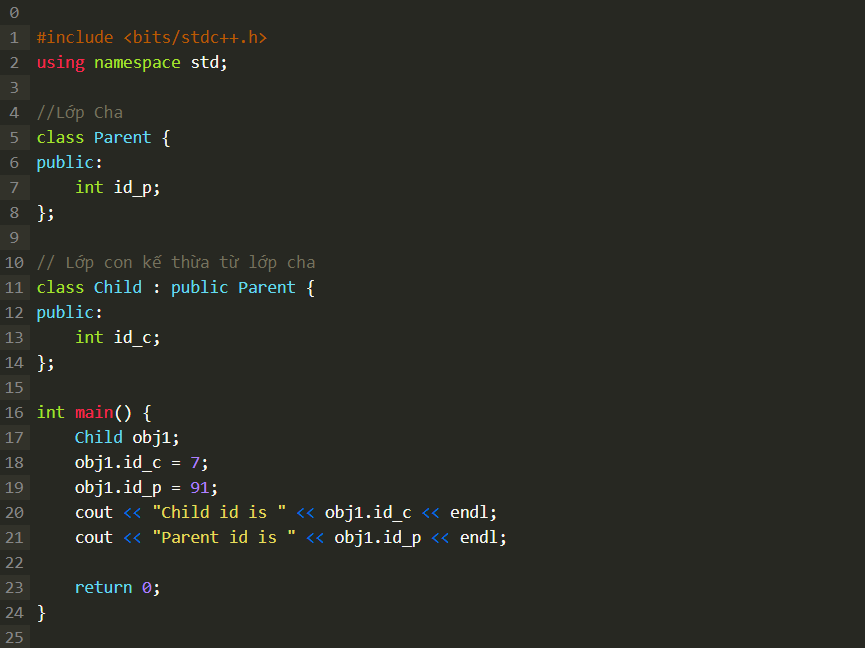 0
1 #include <bits/stdc++.h>
2 using namespace std;
3
4 //Lớp Cha
5 class Parent {
6 public:
7     int id_p;
8 };
9
10 // Lớp con kế thừa từ lớp cha
11 class Child : public Parent {
12 public:
13     int id_c;
14 };
15
16 int main() {
17     Child obj1;
18     obj1.id_c = 7;
19     obj1.id_p = 91;
20     cout << "Child id is " << obj1.id_c << endl;
21     cout << "Parent id is " << obj1.id_p << endl;
22
23     return 0;
24 }
25